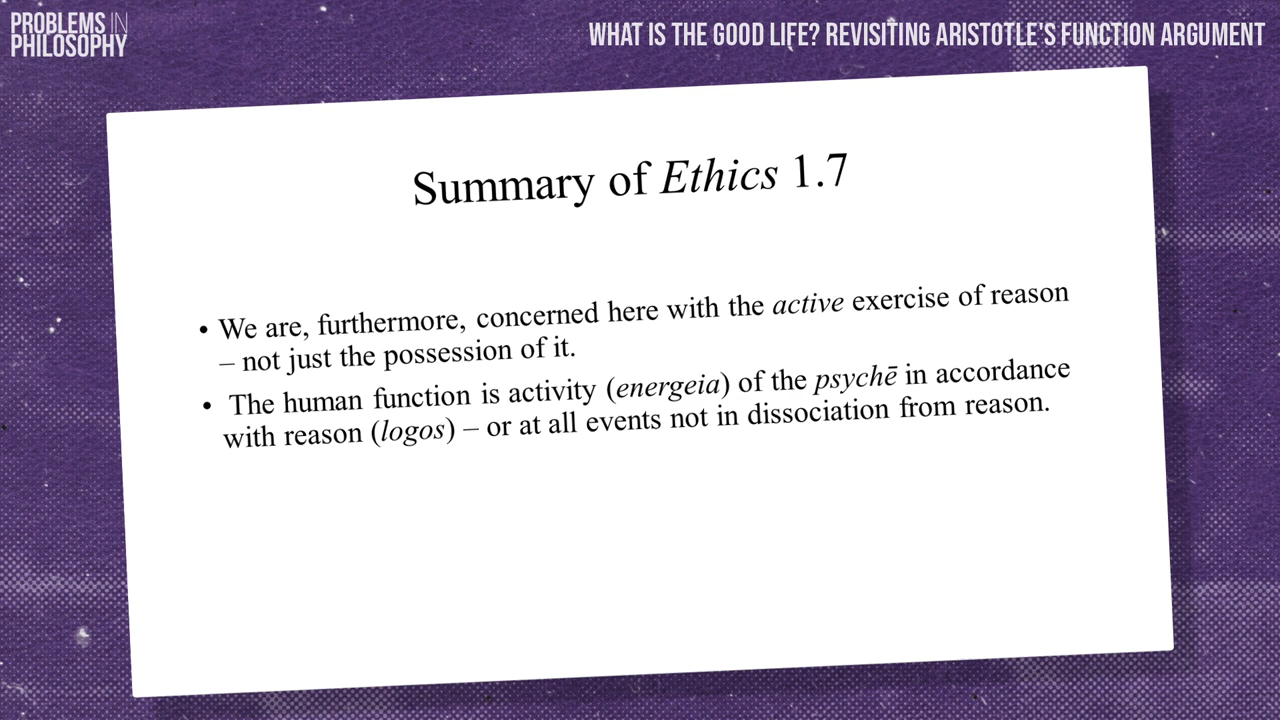 PROBLEMS IN
PHILOSOPHY
WHAT IS THE GOOD LIFE? REVISITING ARISTOTLE'S FUNCTION ARGUMENT
Summary of Ethics 1.7
• We are, furthermore, concerned here with the active exercise of reason
– not just the possession of it.
• The human function is activity (energeia) of the psychē in accordance
with reason (logos) – or at all events not in dissociation from reason.